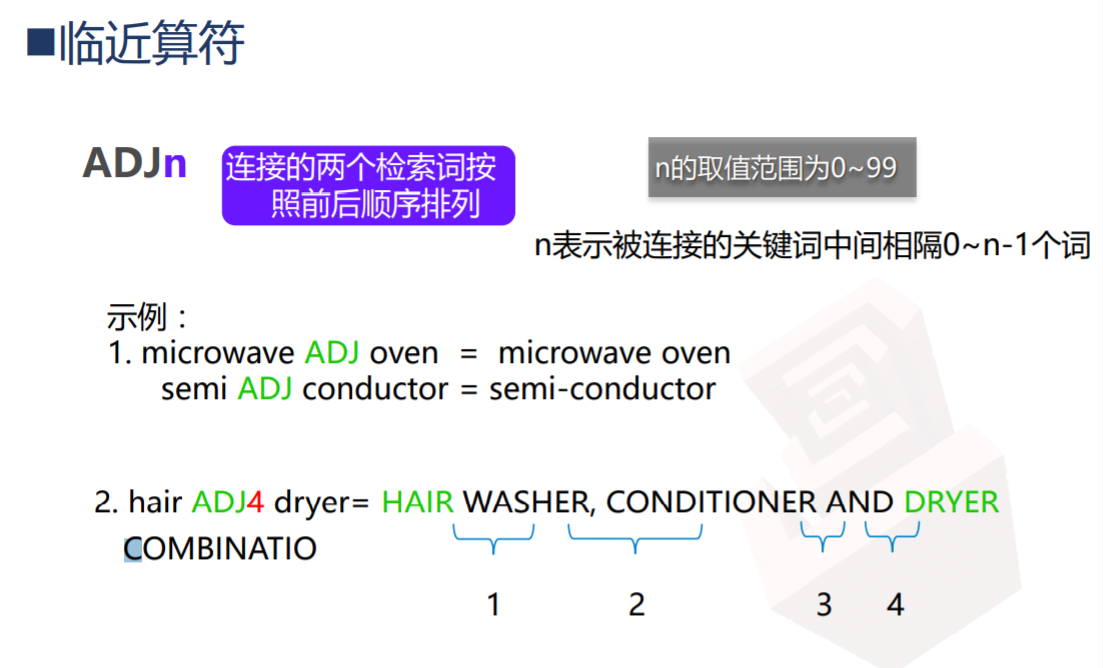 ■临近算符
ADJn
连接的两个检索词按
照前后顺序排列
n的取值范围为0~99
n表示被连接的关键词中间相隔0~n-1个词
示例：
1. microwave ADJ oven = microwave oven
semi ADJ conductor = semi-conductor
2. hair ADJ4 dryer= HAIR WASHER, CONDITIONER AND DRYER
COMBINATIO
1 2 3 4